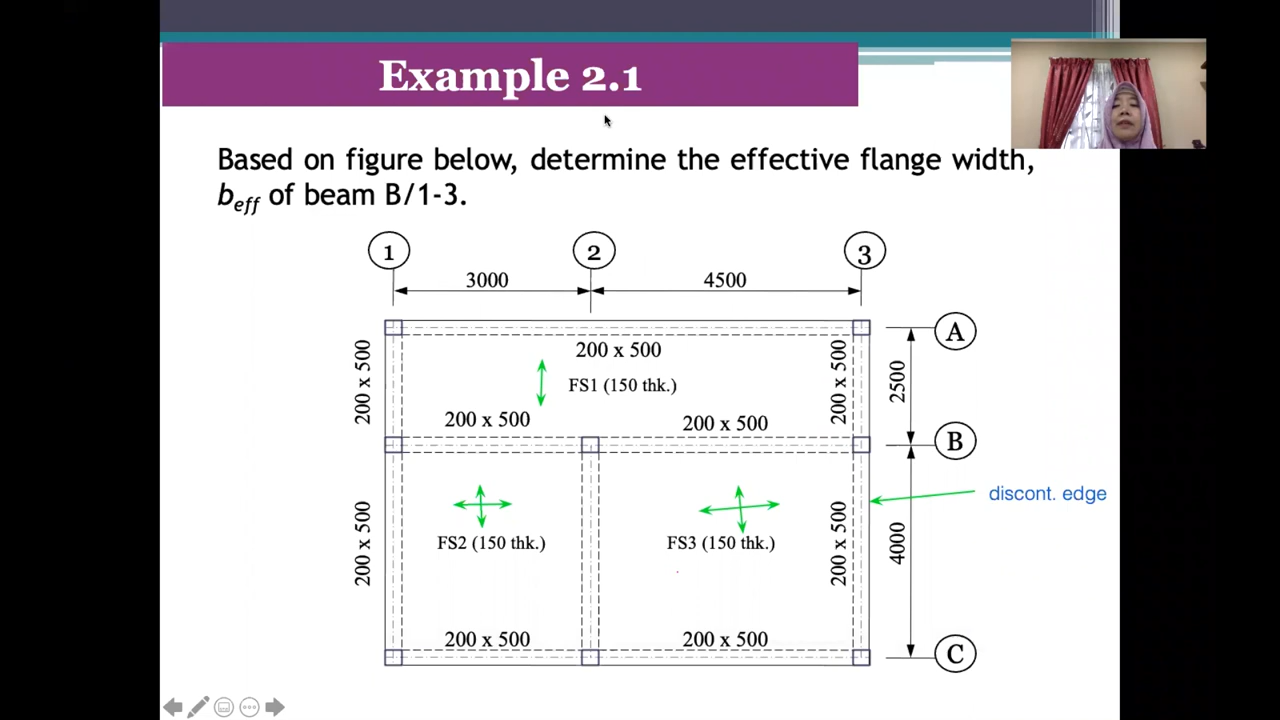 Example 2.1
Based on figure below, determine the effective flange width,
beff of beam B/1-3.
1
2
3
3000
4500
A
200 x 500
200 x 500
200 x 500
2500
FS1 (150 thk.)
200 x 500
200 x 500
B
discont. edge
200 x 500
FS2 (150 thk.)
FS3 (150 thk.)
200 x 500
4000
200 x 500
200 x 500
C